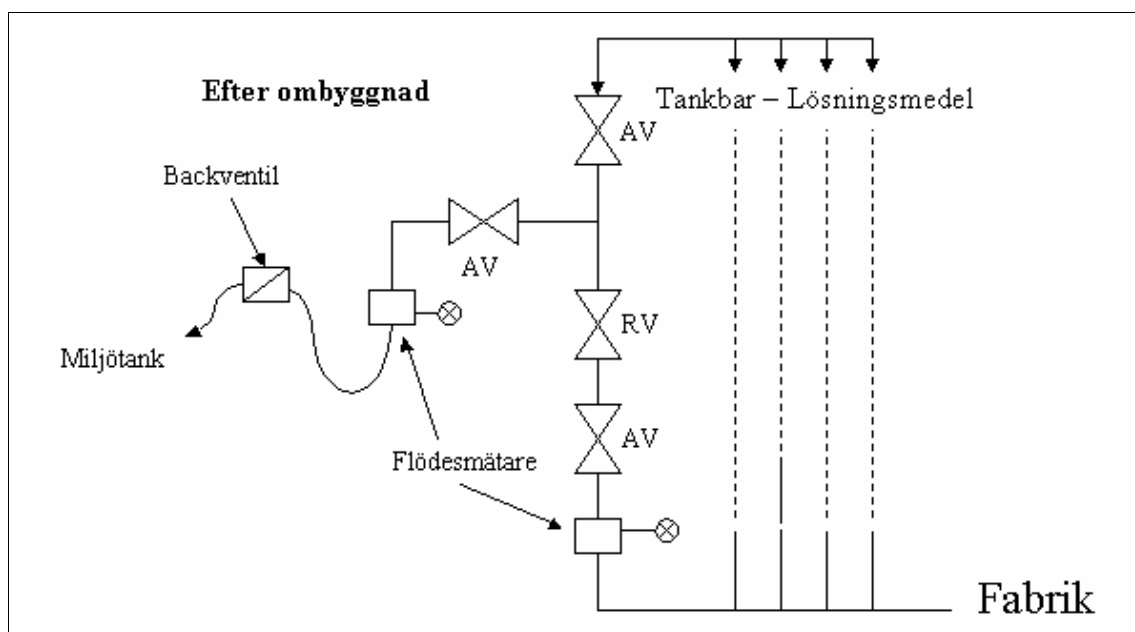 Efter ombyggnad
Tankbar – Lösningsmedel
AV
Backventil
AV
RV
Miljötank
AV
Flödesmätare
Fabrik